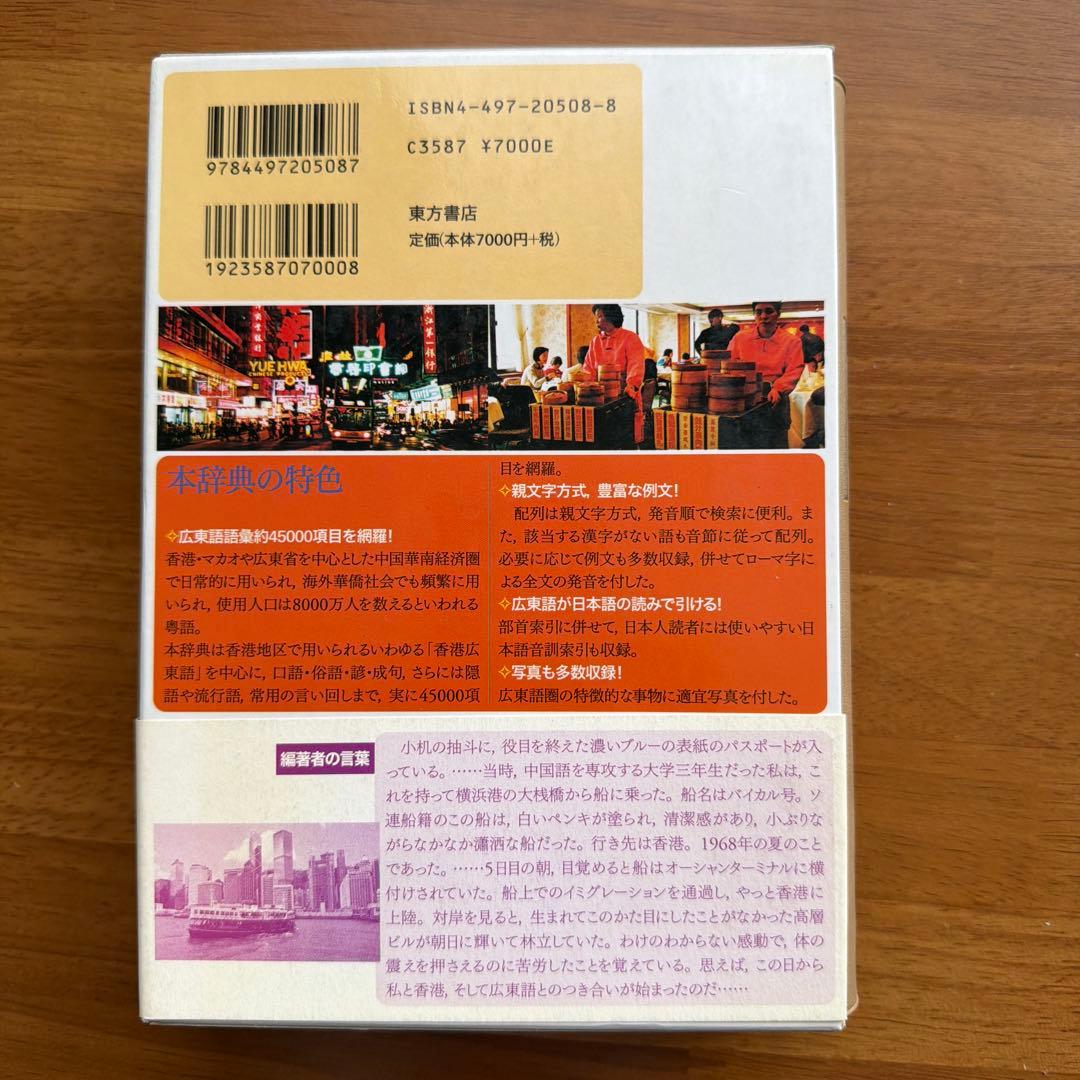 ISBN4-497-20508-8
C3587 ¥7000E
9784497205087
東方書店
定価(本体7000円+税)
1923587070008
YUE HWA
CHINESE PRODUCTS
浙江第一銀行
商務印書館
本辞典の特色
✧広東語語彙約45000項目を網羅!
香港・マカオや広東省を中心とした中国華南経済圏
で日常的に用いられ, 海外華僑社会でも頻繁に用
いられ, 使用人口は8000万人を数えるといわれる
粤語。
本辞典は香港地区で用いられるいわゆる「香港広
東語」を中心に, 口語・俗語・諺・成句, さらには隠
語や流行語, 常用の言い回しまで, 実に45000項
目を網羅。
✧親文字方式, 豊富な例文!
配列は親文字方式, 発音順で検索に便利。ま
た, 該当する漢字がない語も音節に従って配列。
必要に応じて例文も多数収録, 併せてローマ字に
よる全文の発音を付した。
✧広東語が日本語の読みで引ける!
部首索引に併せて, 日本人読者には使いやすい日
本語音訓索引も収録。
✧写真も多数収録!
広東語圏の特徴的な事物に適宜写真を付した。
編著者の言葉
小机の抽斗に, 役目を終えた濃いブルーの表紙のパスポートが入
っている。……当時, 中国語を専攻する大学三年生だった私は, こ
れを持って横浜港の大桟橋から船に乗った。船名はバイカル号。ソ
連船籍のこの船は, 白いペンキが塗られ, 清潔感があり, 小ぶりな
がらなかなか瀟洒な船だった。行き先は香港。1968年の夏のこと
であった。……5日目の朝, 目覚めると船はオーシャンターミナルに横
付けされていた。船上でのイミグレーションを通過し, やっと香港に
上陸。対岸を見ると, 生まれてこのかた目にしたことがなかった高層
ビルが朝日に輝いて林立していた。わけのわからない感動で, 体の
震えを押さえるのに苦労したことを覚えている。思えば, この日から
私と香港, そして広東語とのつき合いが始まったのだ……